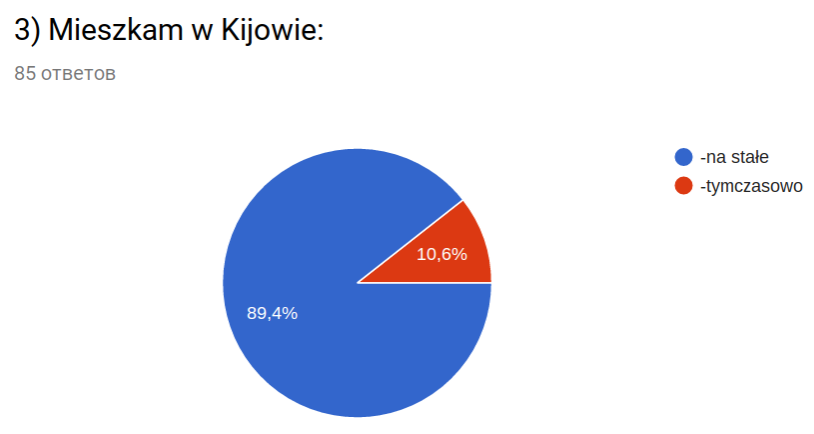 3) Mieszkam w Kijowie:
85 ответов
-na stałe
-tymczasowo
10,6%
89,4%